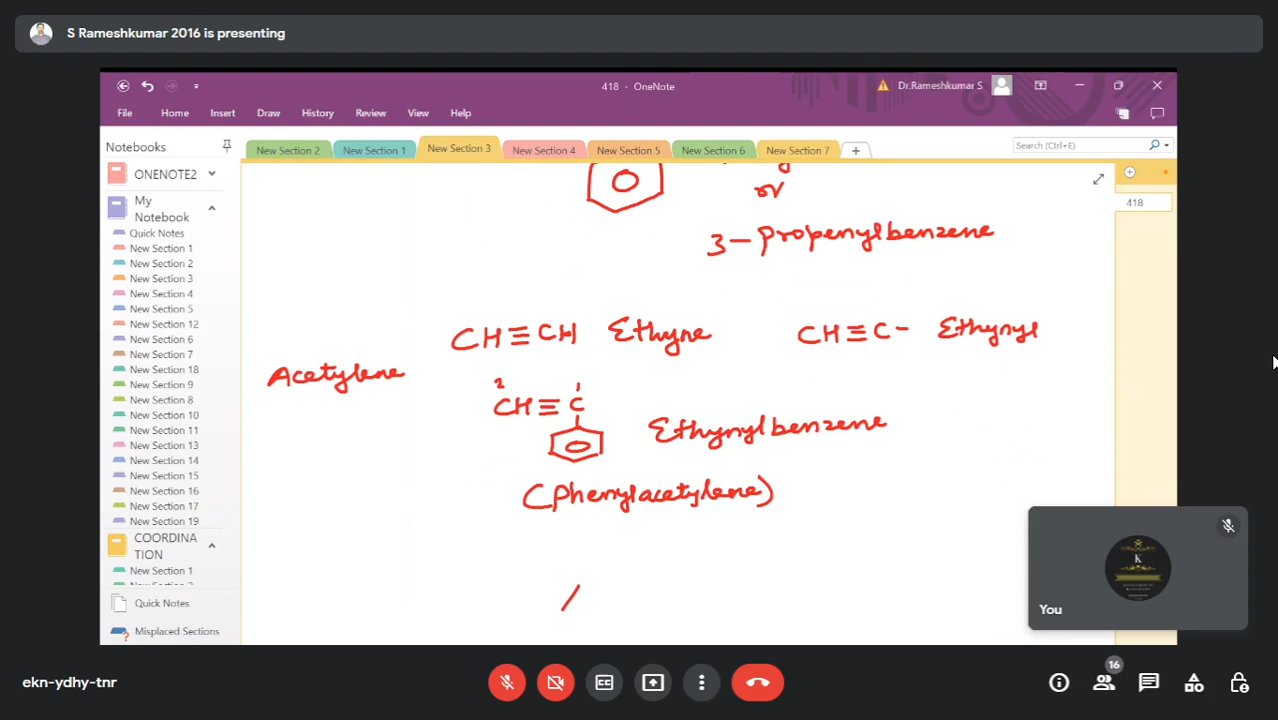 S Rameshkumar 2016 is presenting
418 - OneNote
Dr.Rameshkumar S
File Home Insert Draw History Review View Help
Notebooks
New Section 2 New Section 1 New Section 3 New Section 4 New Section 5 New Section 6 New Section 7 +
Search (Ctrl+E)
ONENOTE2
My
Notebook
Quick Notes
New Section 1
New Section 2
New Section 3
New Section 4
New Section 5
New Section 12
New Section 6
New Section 7
New Section 18
New Section 9
New Section 8
New Section 10
New Section 11
New Section 13
New Section 14
New Section 15
New Section 16
New Section 17
New Section 19
COORDINA
TION
New Section 1
Quick Notes
Misplaced Sections
418
or
3-propenylbenzene
CH≡CH Ethyne CH≡C- Ethynyl
Acetylene
2 1
CH≡C
Ethynylbenzene
(phenylacetylene)
K
You
ekn-ydhy-tnr
CC
16